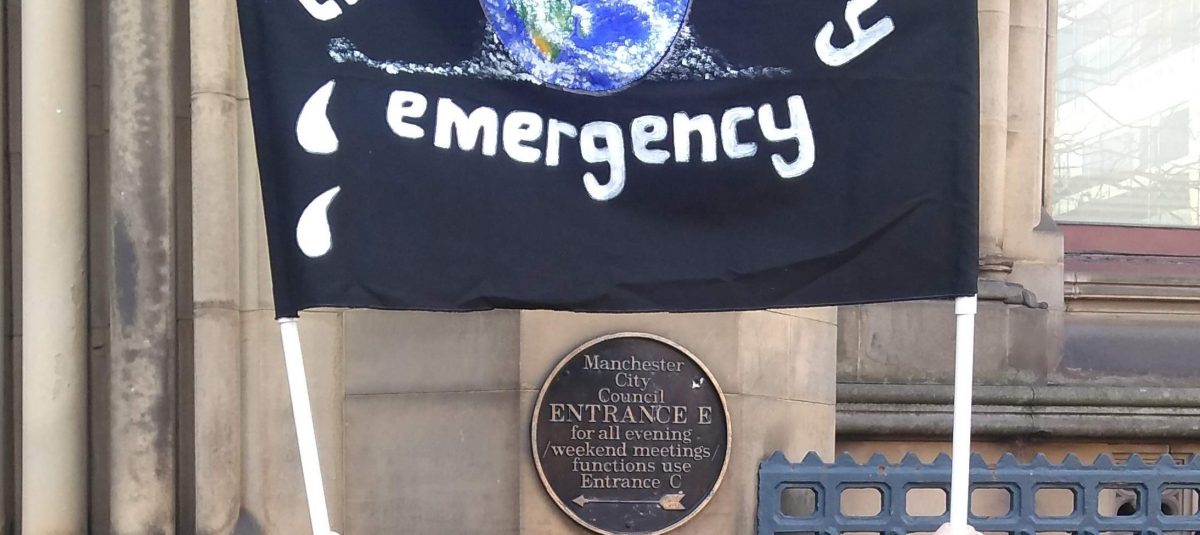 emergency
Manchester
City
Council
ENTRANCE E
for all evening
/weekend meetings/
functions use
Entrance C